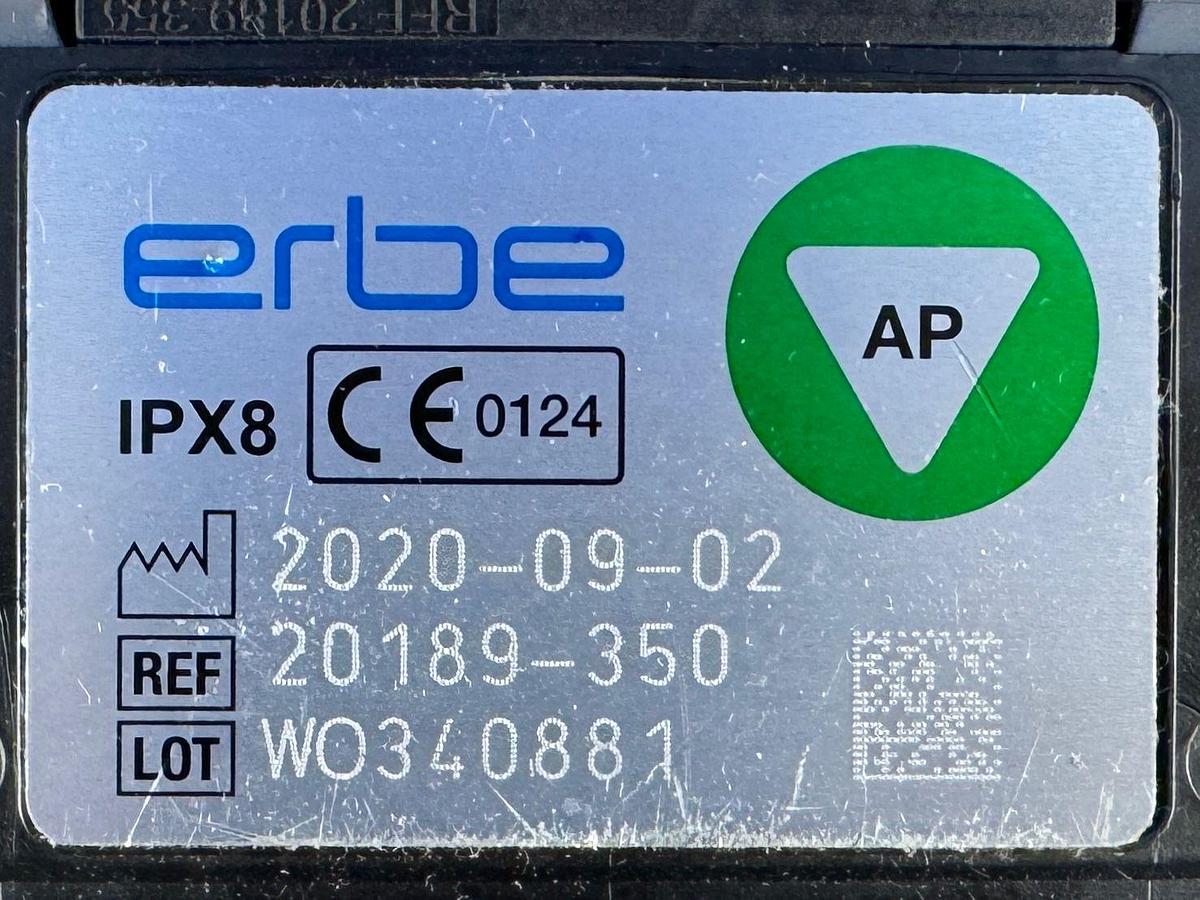 REF 20189-350
erbe
AP
IPX8 CE 0124
2020-09-02
REF 20189-350
LOT WO340881